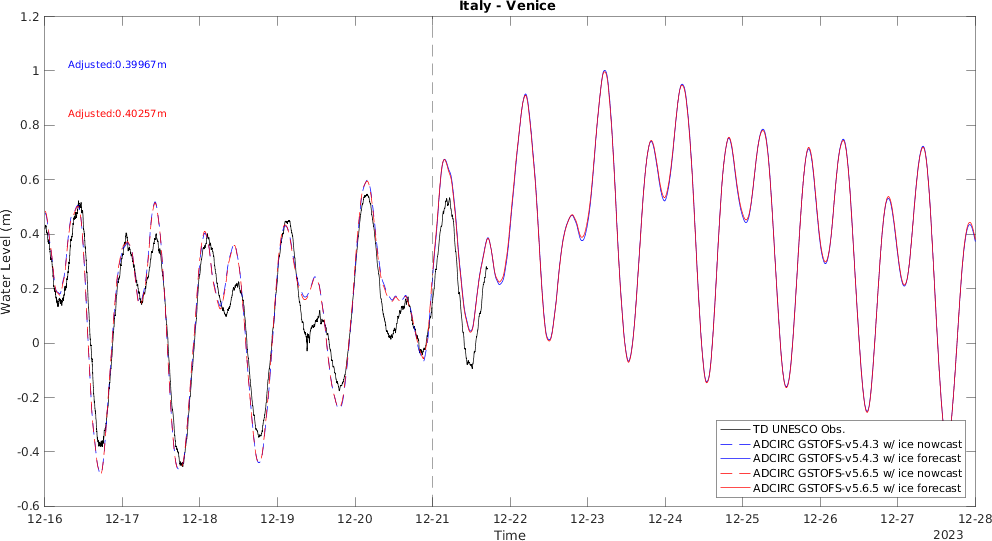 Italy - Venice
1.2
1
0.8
0.6
0.4
0.2
0
-0.2
-0.4
-0.6
Water Level (m)
Adjusted:0.39967m
Adjusted:0.40257m
TD UNESCO Obs.
ADCIRC GSTOFS-v5.4.3 w/ ice nowcast
ADCIRC GSTOFS-v5.4.3 w/ ice forecast
ADCIRC GSTOFS-v5.6.5 w/ ice nowcast
ADCIRC GSTOFS-v5.6.5 w/ ice forecast
12-16 12-17 12-18 12-19 12-20 12-21 12-22 12-23 12-24 12-25 12-26 12-27 12-28
Time
2023